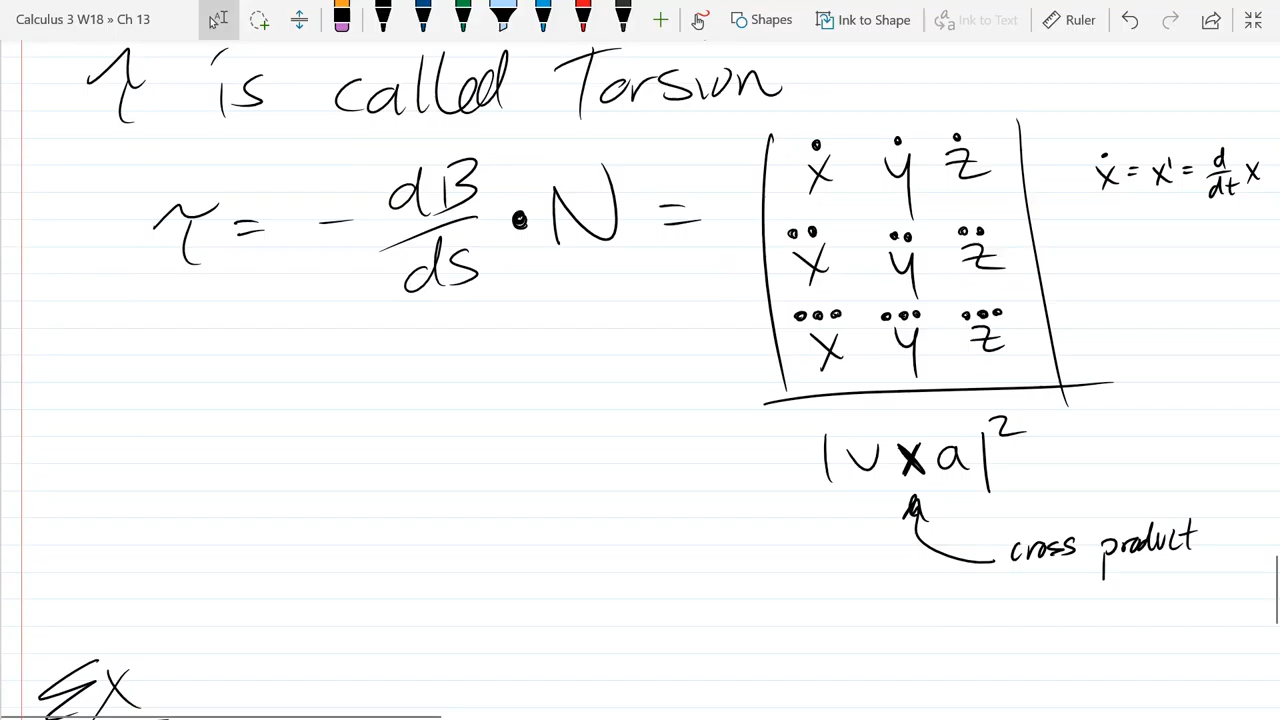 Calculus 3 W18 » Ch 13
Shapes Ink to Shape Ink to Text Ruler
τ is called Torsion
τ = - dB/ds • N = | ẋ ẏ ż |
| ẍ ÿ z̈ |
| x⃛ y⃛ z⃛ |
/ |v × a|²
ẋ = x' = d/dt x
cross product
Ex